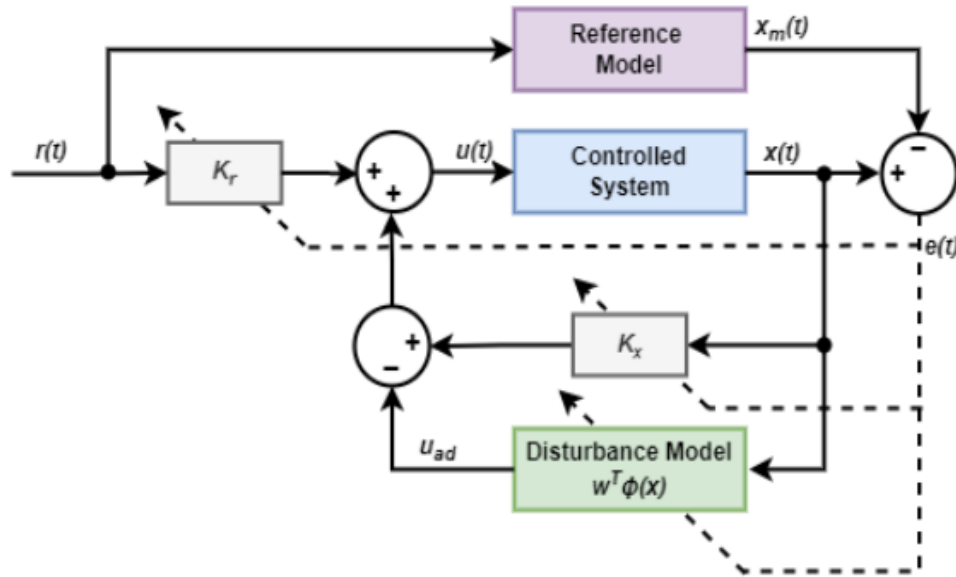 Reference
Model
x_m(t)
r(t)
K_r
+
+
u(t)
Controlled
System
x(t)
−
+
e(t)
K_x
+
−
u_ad
Disturbance Model
w^T ϕ(x)